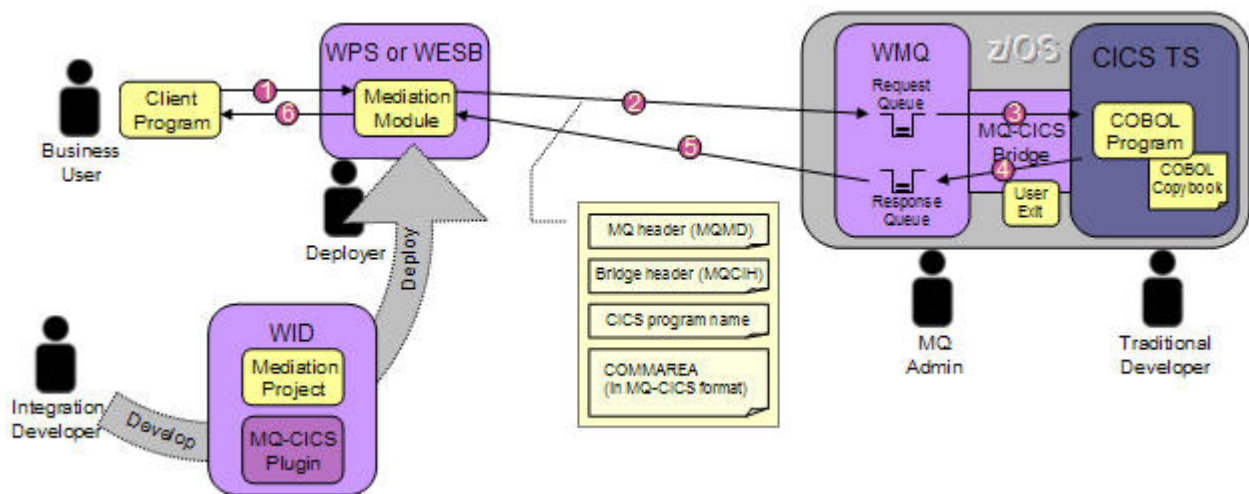 WPS or WESB
Client
Program
1
6
Mediation
Module
Business
User
Deployer
Deploy
2
5
MQ header (MQMD)
Bridge header (MQCIH)
CICS program name
COMMAREA
(In MQ-CICS format)
WMQ
Request
Queue
Response
Queue
z/OS
3
MQ-CICS
Bridge
4
User
Exit
CICS TS
COBOL
Program
COBOL
Copybook
MQ
Admin
Traditional
Developer
WID
Mediation
Project
MQ-CICS
Plugin
Integration
Developer
Develop